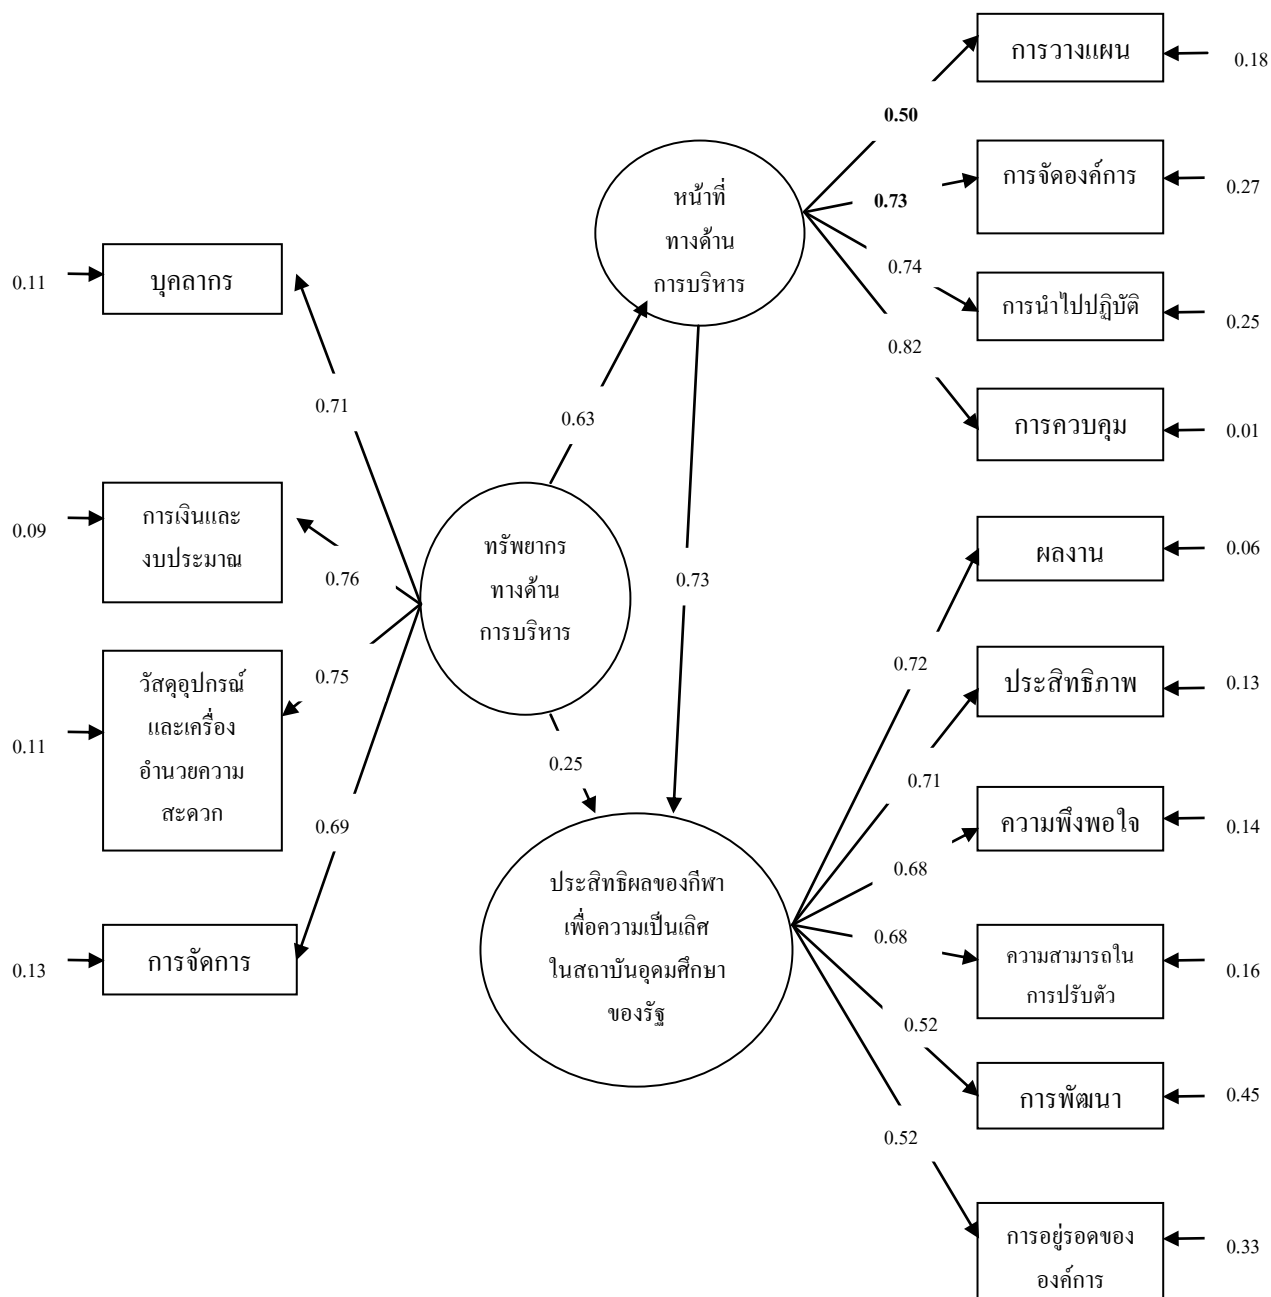 การวางแผน
0.18
0.50
การจัดองค์การ
0.27
0.73
หน้าที่
ทางด้าน
การบริหาร
0.74
การนำไปปฏิบัติ
0.25
0.82
การควบคุม
0.01
0.11
บุคลากร
0.71
0.63
0.09
การเงินและ
งบประมาณ
0.76
ทรัพยากร
ทางด้าน
การบริหาร
0.73
ผลงาน
0.06
0.72
0.75
วัสดุอุปกรณ์
และเครื่อง
อำนวยความ
สะดวก
0.11
ประสิทธิภาพ
0.13
0.25
0.71
0.69
ความพึงพอใจ
0.14
0.68
ประสิทธิผลของกีฬา
เพื่อความเป็นเลิศ
ในสถาบันอุดมศึกษา
ของรัฐ
0.68
ความสามารถใน
การปรับตัว
0.16
0.13
การจัดการ
0.52
การพัฒนา
0.45
0.52
การอยู่รอดของ
องค์การ
0.33